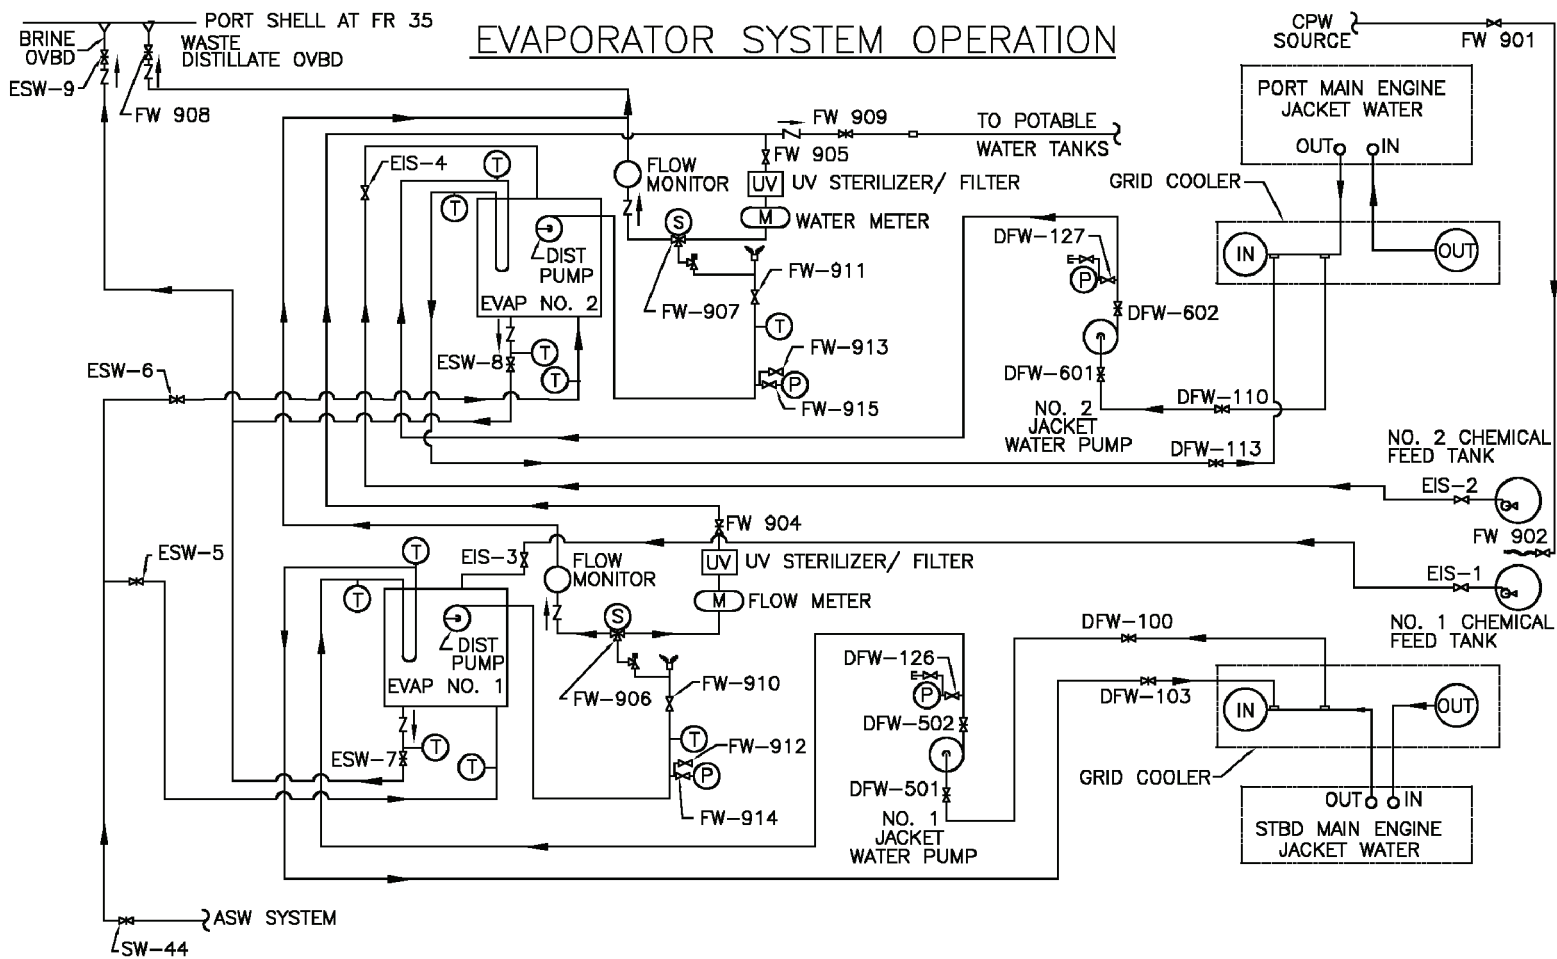 EVAPORATOR SYSTEM OPERATION
PORT SHELL AT FR 35
BRINE
OVBD
WASTE
DISTILLATE OVBD
ESW-9
FW 908
CPW
SOURCE
FW 901
PORT MAIN ENGINE
JACKET WATER
OUT
IN
GRID COOLER
IN
OUT
FW 909
TO POTABLE
WATER TANKS
FW 905
EIS-4
T
T
FLOW
MONITOR
UV
UV STERILIZER/ FILTER
M
WATER METER
S
DIST
PUMP
EVAP NO. 2
FW-911
FW-907
T
DFW-127
P
DFW-602
ESW-8
T
T
FW-913
P
FW-915
DFW-601
NO. 2
JACKET
WATER PUMP
DFW-110
DFW-113
ESW-6
NO. 2 CHEMICAL
FEED TANK
EIS-2
FW 902
FW 904
ESW-5
T
T
EIS-3
FLOW
MONITOR
UV
UV STERILIZER/ FILTER
M
FLOW METER
EIS-1
NO. 1 CHEMICAL
FEED TANK
S
DIST
PUMP
EVAP NO. 1
FW-906
FW-910
DFW-100
DFW-126
P
DFW-103
IN
OUT
DFW-502
ESW-7
T
T
T
FW-912
P
FW-914
DFW-501
NO. 1
JACKET
WATER PUMP
GRID COOLER
OUT
IN
STBD MAIN ENGINE
JACKET WATER
ASW SYSTEM
SW-44